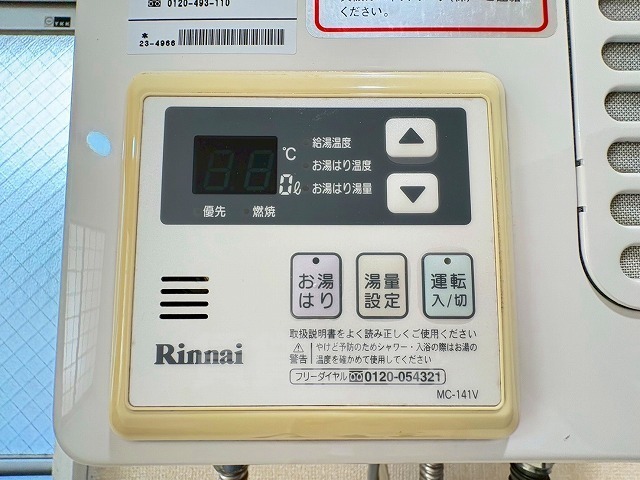 0120-493-110
本
23-4966
ください。
℃
0ℓ
給湯温度
お湯はり温度
お湯はり湯量
優先 燃焼
お湯はり
湯量設定
運転入/切
取扱説明書をよく読み正しくご使用ください
警告 やけど予防のためシャワー・入浴の際はお湯の
温度を確かめて使用してください
Rinnai
フリーダイヤル 0120-054321
MC-141V